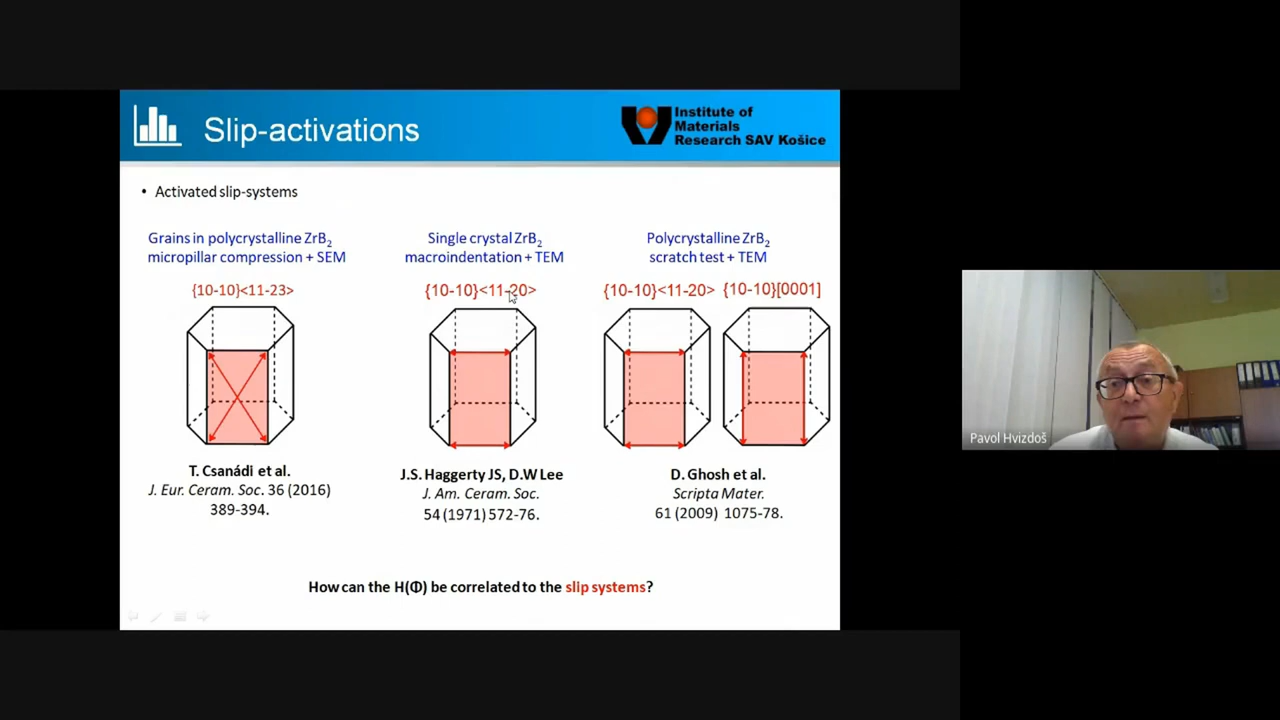 Slip-activations
Institute of
Materials
Research SAV Košice
• Activated slip-systems
Grains in polycrystalline ZrB₂
micropillar compression + SEM
{10-10}<11-23>
T. Csanádi et al.
J. Eur. Ceram. Soc. 36 (2016)
389-394.
Single crystal ZrB₂
macroindentation + TEM
{10-10}<11-20>
J.S. Haggerty JS, D.W Lee
J. Am. Ceram. Soc.
54 (1971) 572-76.
Polycrystalline ZrB₂
scratch test + TEM
{10-10}<11-20> {10-10}[0001]
D. Ghosh et al.
Scripta Mater.
61 (2009) 1075-78.
How can the H(Φ) be correlated to the slip systems?
Pavol Hvizdoš